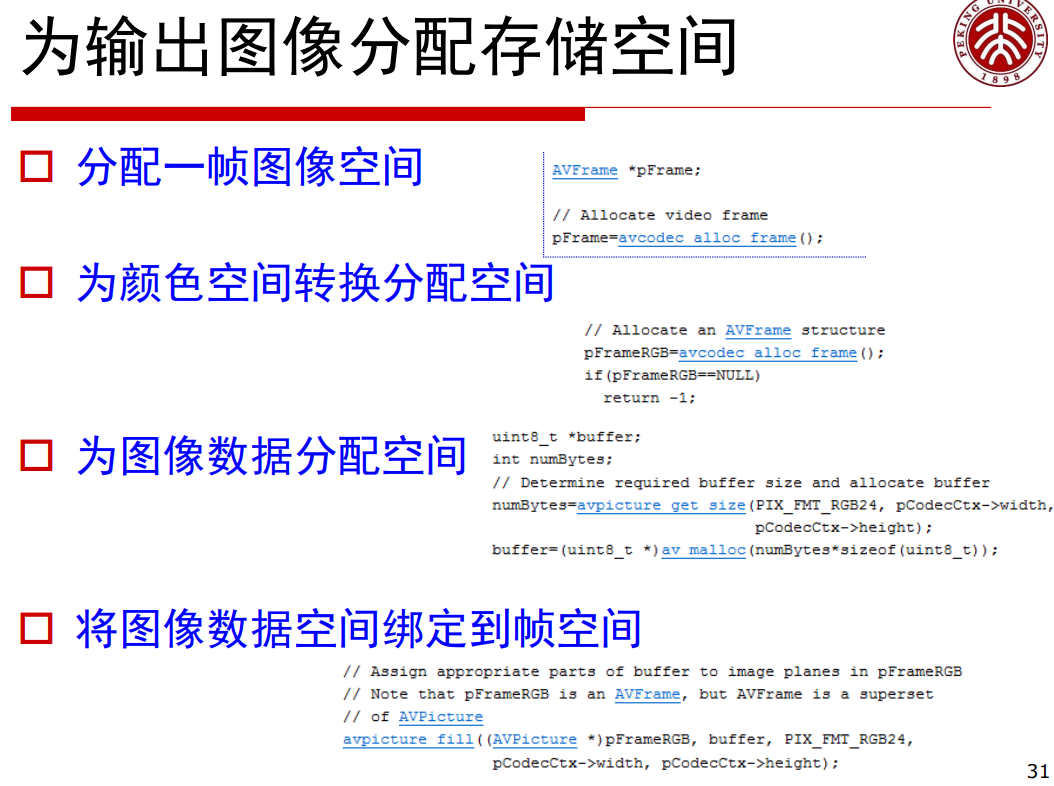 为输出图像分配存储空间
PEKING UNIVERSITY
1898
分配一帧图像空间
AVFrame *pFrame;
// Allocate video frame
pFrame=avcodec_alloc_frame();
为颜色空间转换分配空间
// Allocate an AVFrame structure
pFrameRGB=avcodec_alloc_frame();
if(pFrameRGB==NULL)
return -1;
为图像数据分配空间
uint8_t *buffer;
int numBytes;
// Determine required buffer size and allocate buffer
numBytes=avpicture_get_size(PIX_FMT_RGB24, pCodecCtx->width,
pCodecCtx->height);
buffer=(uint8_t *)av_malloc(numBytes*sizeof(uint8_t));
将图像数据空间绑定到帧空间
// Assign appropriate parts of buffer to image planes in pFrameRGB
// Note that pFrameRGB is an AVFrame, but AVFrame is a superset
// of AVPicture
avpicture_fill((AVPicture *)pFrameRGB, buffer, PIX_FMT_RGB24,
pCodecCtx->width, pCodecCtx->height);
31